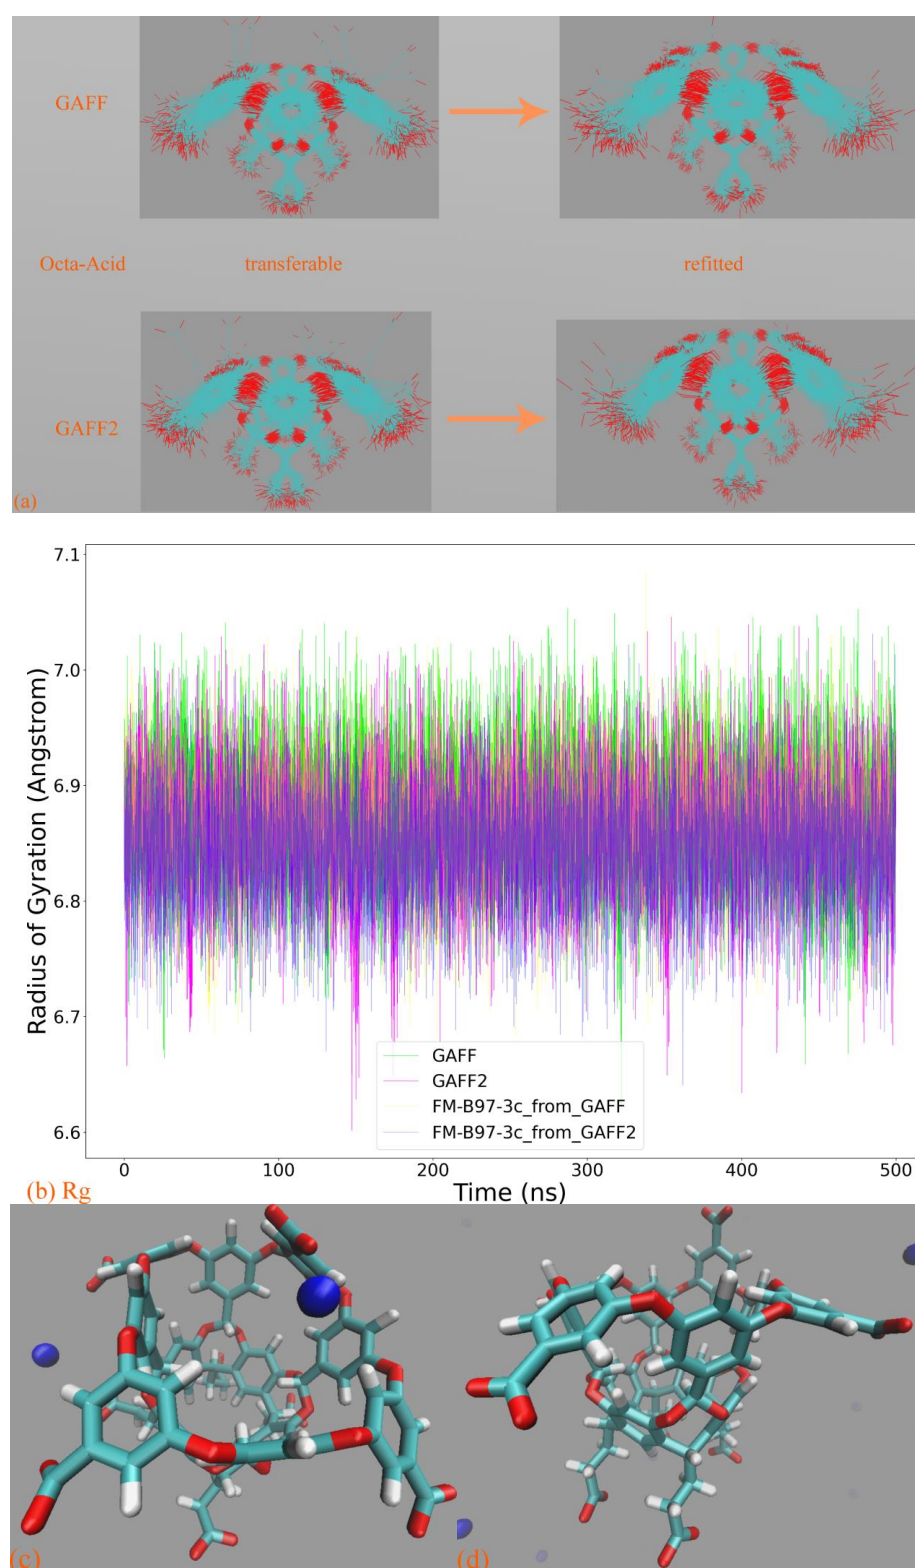 GAFF
Octa-Acid transferable refitted
GAFF2
(a)
7.1
7.0
6.9
6.8
6.7
6.6
Radius of Gyration (Angstrom)
GAFF
GAFF2
FM-B97-3c_from_GAFF
FM-B97-3c_from_GAFF2
0 100 200 300 400 500
(b) Rg Time (ns)
(c) (d)